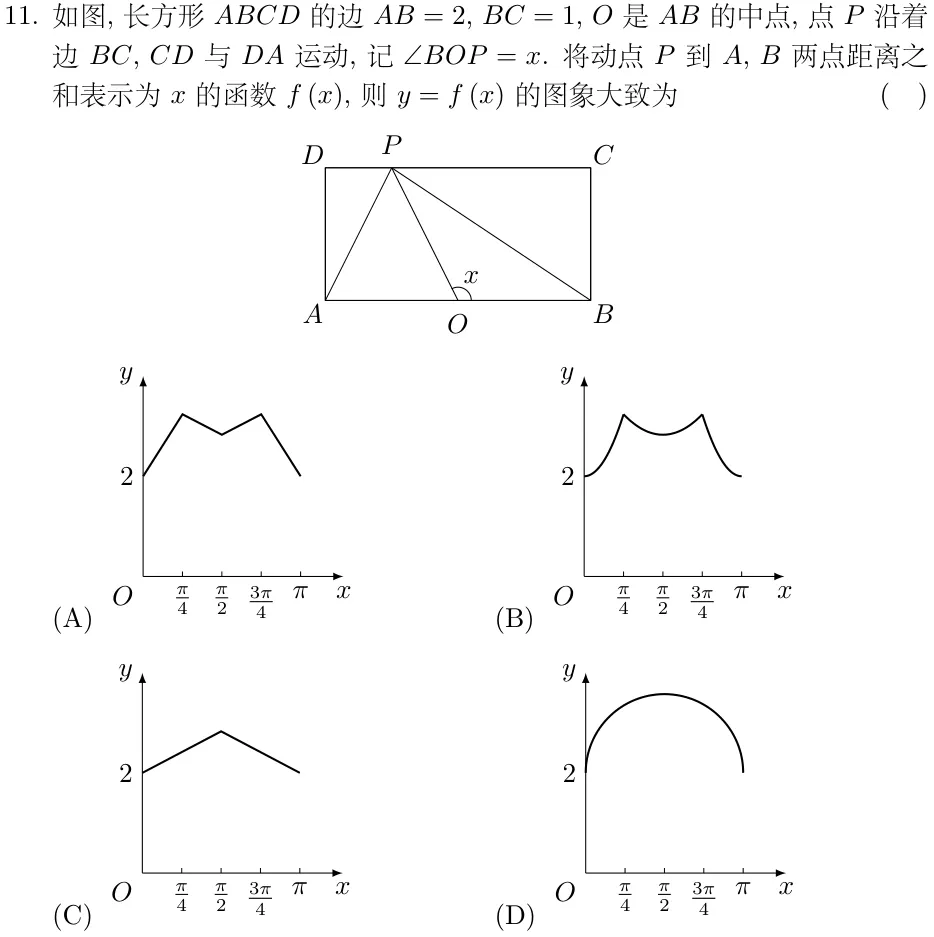 11. 如图, 长方形 ABCD 的边 AB = 2, BC = 1, O 是 AB 的中点, 点 P 沿着
边 BC, CD 与 DA 运动, 记 ∠BOP = x. 将动点 P 到 A, B 两点距离之
和表示为 x 的函数 f (x), 则 y = f (x) 的图象大致为 ( )
D P C
x
A O B
y
2
O π/4 π/2 3π/4 π x
(A)
y
2
O π/4 π/2 3π/4 π x
(B)
y
2
O π/4 π/2 3π/4 π x
(C)
y
2
O π/4 π/2 3π/4 π x
(D)